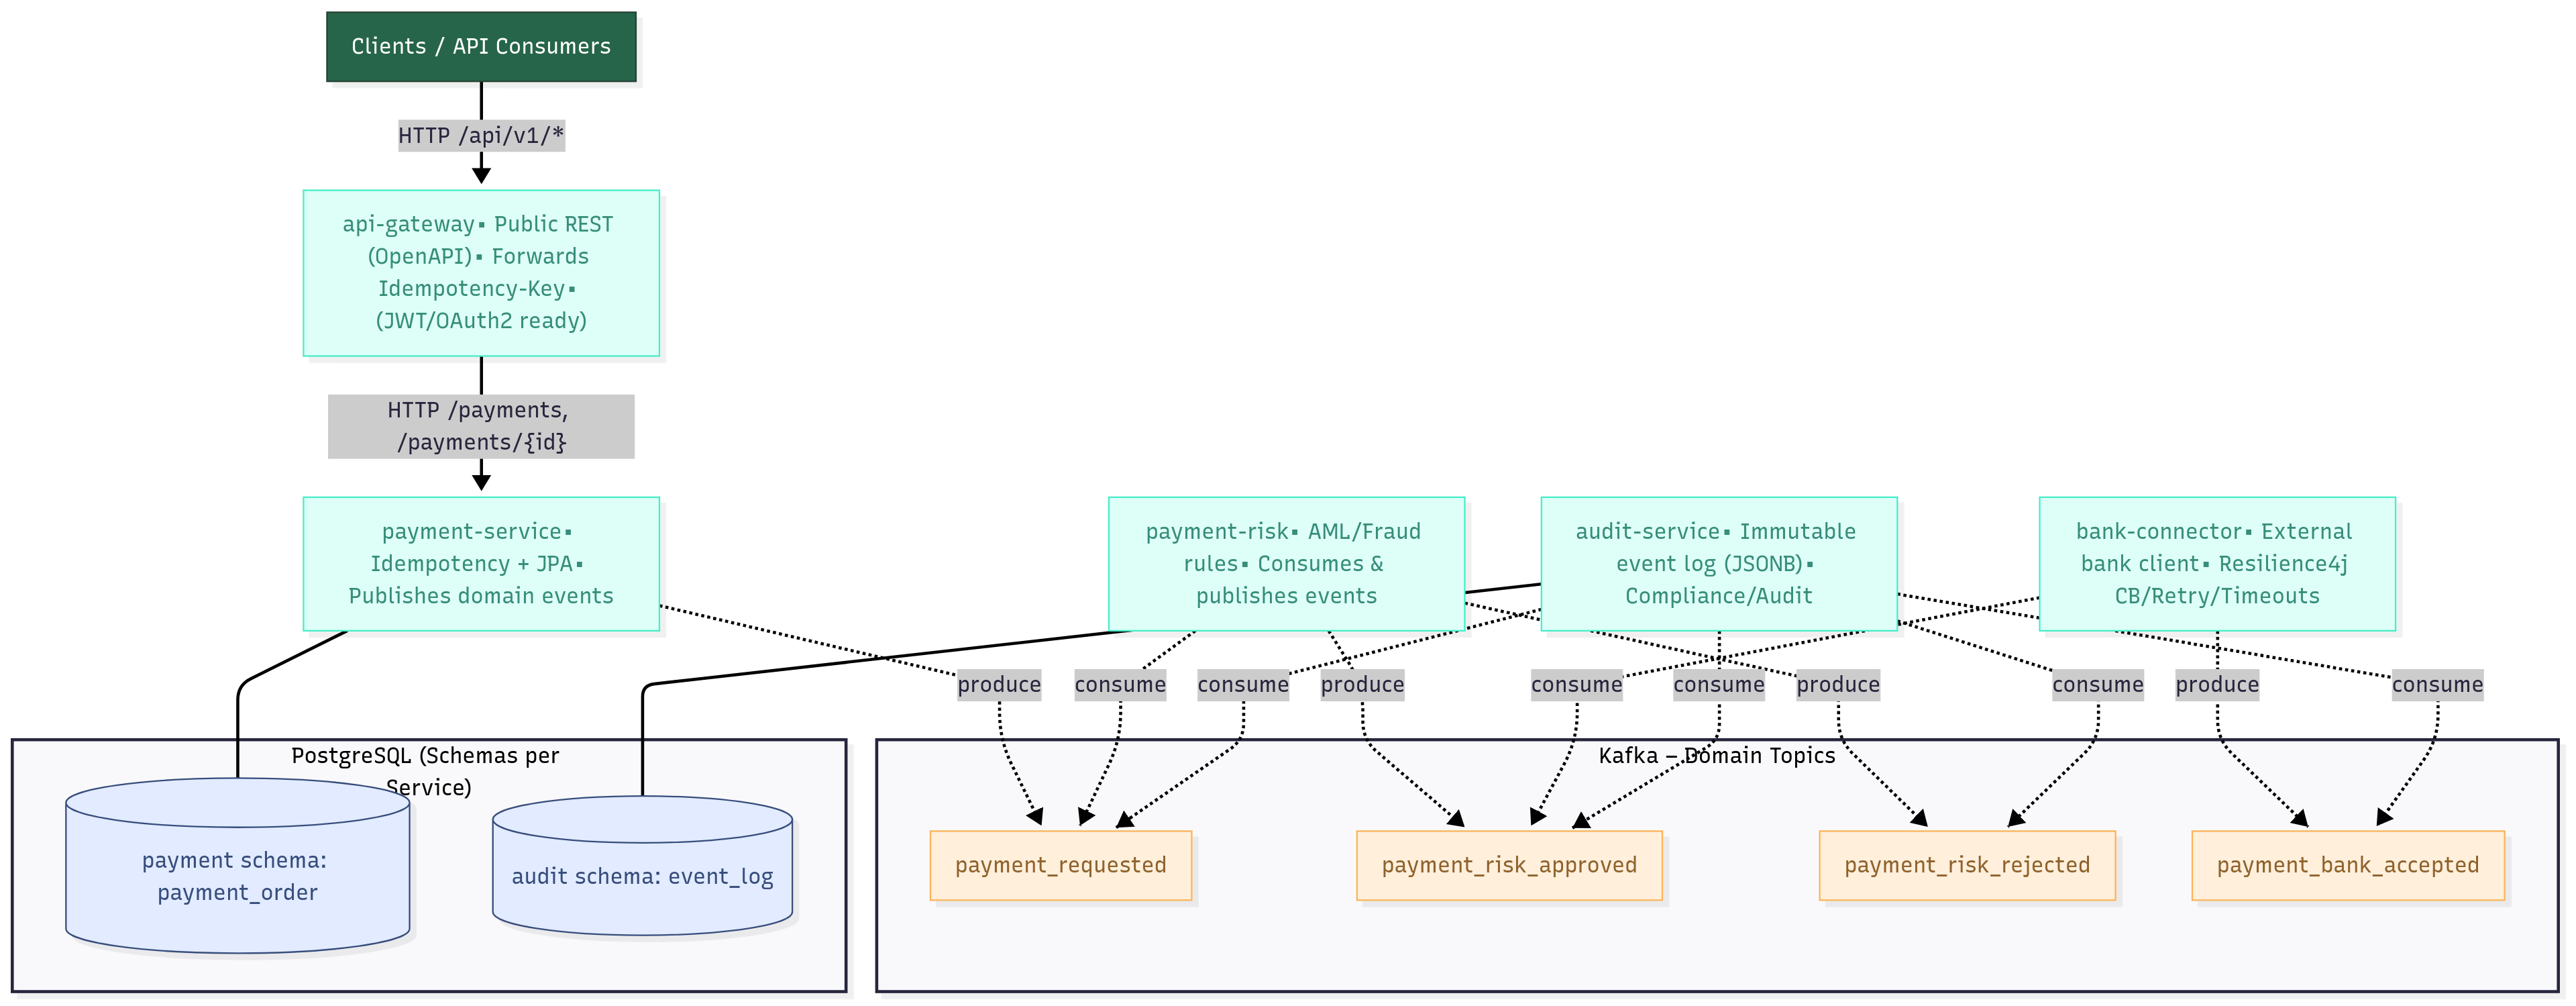 Clients / API Consumers
HTTP /api/v1/*
api-gateway▪ Public REST
(OpenAPI)▪ Forwards
Idempotency-Key▪
(JWT/OAuth2 ready)
HTTP /payments,
/payments/{id}
payment-service▪
Idempotency + JPA▪
Publishes domain events
payment-risk▪ AML/Fraud
rules▪ Consumes &
publishes events
audit-service▪ Immutable
event log (JSONB)▪
Compliance/Audit
bank-connector▪ External
bank client▪ Resilience4j
CB/Retry/Timeouts
produce
consume
consume
produce
consume
consume
produce
consume
produce
consume
PostgreSQL (Schemas per
Service)
payment schema:
payment_order
audit schema: event_log
Kafka – Domain Topics
payment_requested
payment_risk_approved
payment_risk_rejected
payment_bank_accepted